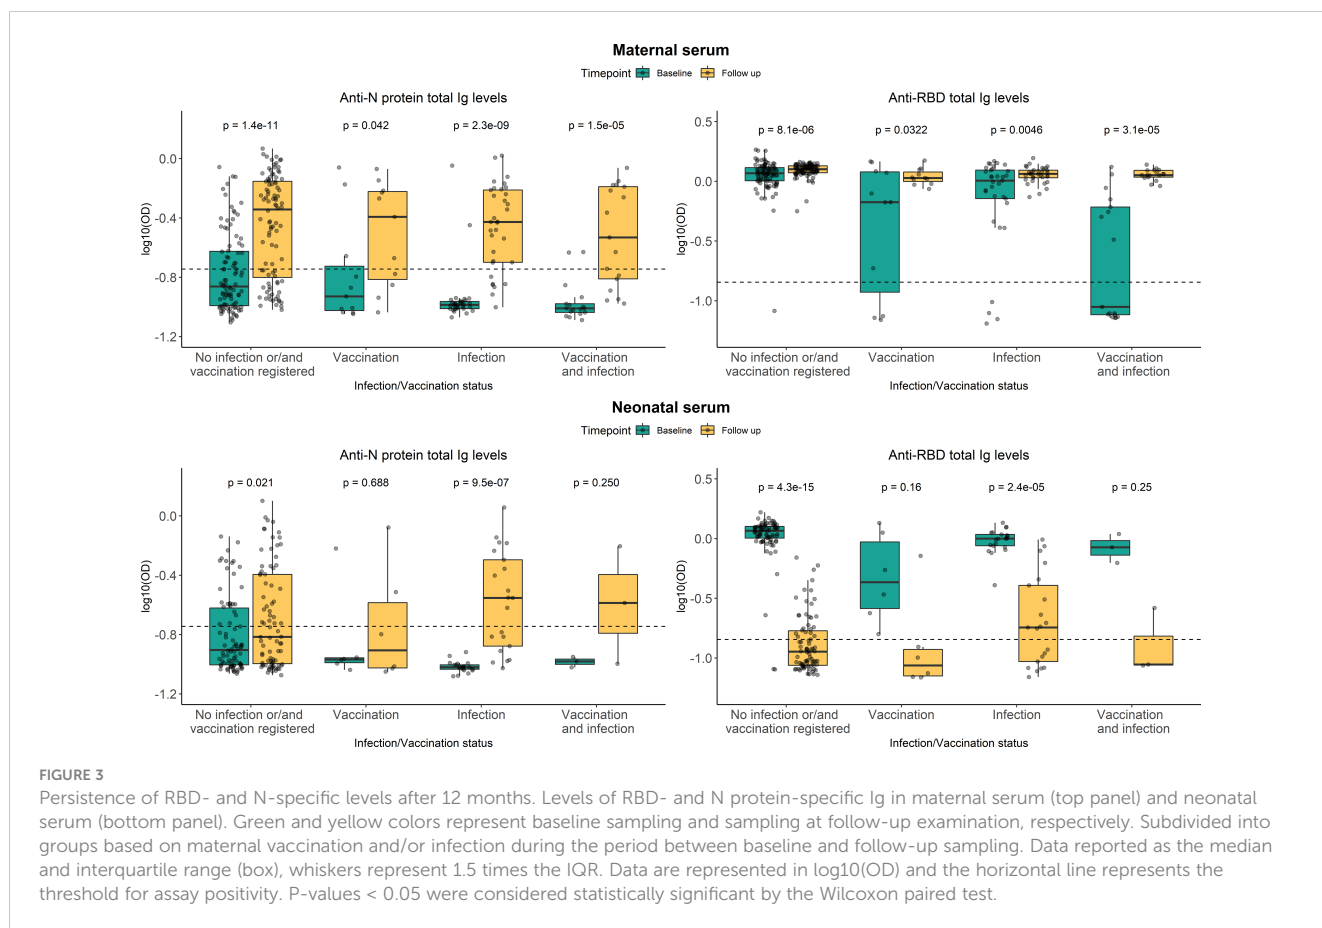 Maternal serum
Timepoint Baseline Follow up
Anti-N protein total Ig levels
p = 1.4e-11 p = 0.042 p = 2.3e-09 p = 1.5e-05
0.0
-0.4
-0.8
-1.2
log10(OD)
No infection or/and vaccination registered
Vaccination
Infection
Vaccination and infection
Infection/Vaccination status
Anti-RBD total Ig levels
p = 8.1e-06 p = 0.0322 p = 0.0046 p = 3.1e-05
0.5
0.0
-0.5
-1.0
log10(OD)
No infection or/and vaccination registered
Vaccination
Infection
Vaccination and infection
Infection/Vaccination status
Neonatal serum
Timepoint Baseline Follow up
Anti-N protein total Ig levels
p = 0.021 p = 0.688 p = 9.5e-07 p = 0.250
0.0
-0.4
-0.8
-1.2
log10(OD)
No infection or/and vaccination registered
Vaccination
Infection
Vaccination and infection
Infection/Vaccination status
Anti-RBD total Ig levels
p = 4.3e-15 p = 0.16 p = 2.4e-05 p = 0.25
0.5
0.0
-0.5
-1.0
log10(OD)
No infection or/and vaccination registered
Vaccination
Infection
Vaccination and infection
Infection/Vaccination status
FIGURE 3
Persistence of RBD- and N-specific levels after 12 months. Levels of RBD- and N protein-specific Ig in maternal serum (top panel) and neonatal
serum (bottom panel). Green and yellow colors represent baseline sampling and sampling at follow-up examination, respectively. Subdivided into
groups based on maternal vaccination and/or infection during the period between baseline and follow-up sampling. Data reported as the median
and interquartile range (box), whiskers represent 1.5 times the IQR. Data are represented in log10(OD) and the horizontal line represents the
threshold for assay positivity. P-values < 0.05 were considered statistically significant by the Wilcoxon paired test.